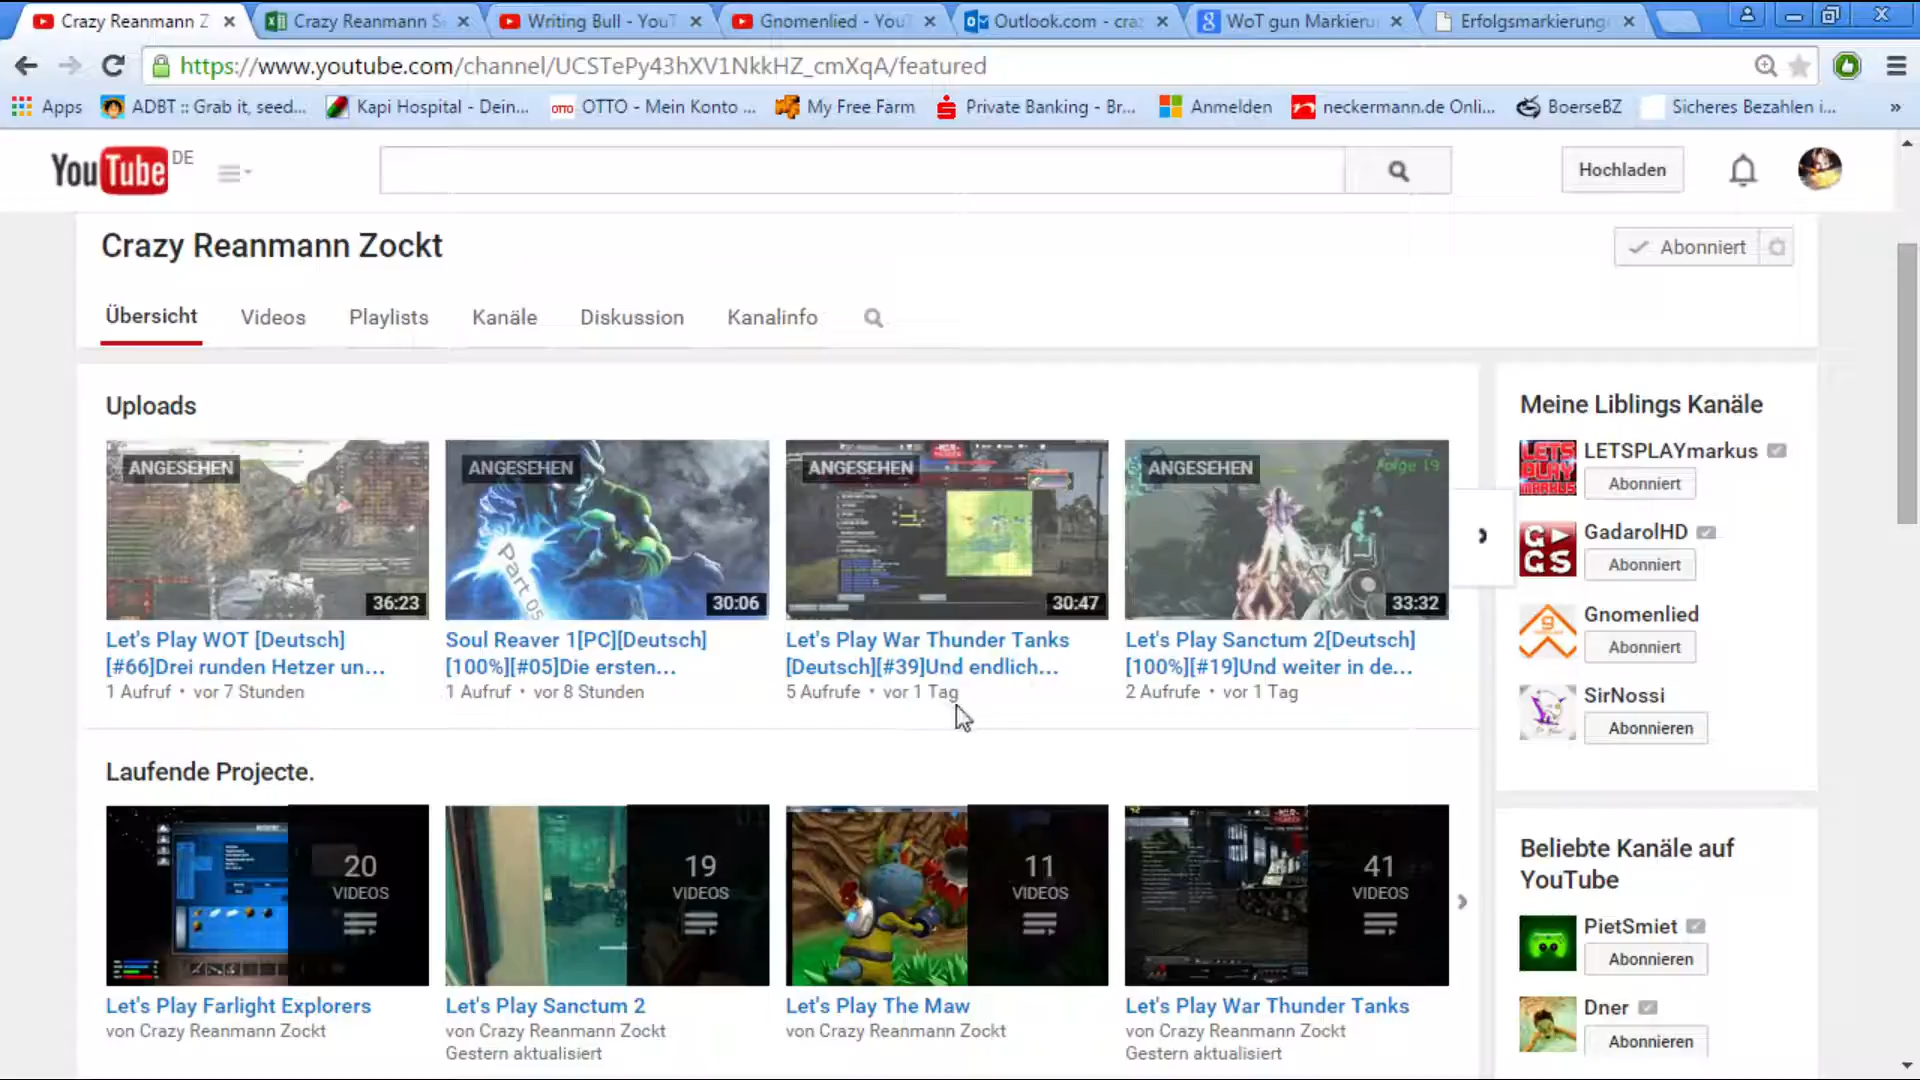 Crazy Reanmann Z
Crazy Reanmann S
Writing Bull - YouT
Gnomenlied - YouT
Outlook.com - craz
WoT gun Markieru
Erfolgsmarkierung
https://www.youtube.com/channel/UCSTePy43hXV1NkkHZ_cmXqA/featured
Apps
ADBT :: Grab it, seed...
Kapi Hospital - Dein...
OTTO
OTTO - Mein Konto ...
My Free Farm
Private Banking - Br...
Anmelden
neckermann.de Onli...
BoerseBZ
Sicheres Bezahlen i...
»
YouTube DE
Hochladen
Crazy Reanmann Zockt
Abonniert
Übersicht
Videos
Playlists
Kanäle
Diskussion
Kanalinfo
Uploads
ANGESEHEN
36:23
Let's Play WOT [Deutsch]
[#66]Drei runden Hetzer un...
1 Aufruf • vor 7 Stunden
ANGESEHEN
Part 05
30:06
Soul Reaver 1[PC][Deutsch]
[100%][#05]Die ersten...
1 Aufruf • vor 8 Stunden
ANGESEHEN
30:47
Let's Play War Thunder Tanks
[Deutsch][#39]Und endlich...
5 Aufrufe • vor 1 Tag
ANGESEHEN
Folge 19
33:32
Let's Play Sanctum 2[Deutsch]
[100%][#19]Und weiter in de...
2 Aufrufe • vor 1 Tag
Laufende Projecte.
20
VIDEOS
Let's Play Farlight Explorers
von Crazy Reanmann Zockt
19
VIDEOS
Let's Play Sanctum 2
von Crazy Reanmann Zockt
Gestern aktualisiert
11
VIDEOS
Let's Play The Maw
von Crazy Reanmann Zockt
41
VIDEOS
Let's Play War Thunder Tanks
von Crazy Reanmann Zockt
Gestern aktualisiert
Meine Liblings Kanäle
LETS
PLAY
MARKUS
LETSPLAYmarkus
Abonniert
G
GS
GadarolHD
Abonniert
Gnomenlied
Abonniert
SirNossi
Abonnieren
Beliebte Kanäle auf
YouTube
PietSmiet
Abonnieren
Dner
Abonnieren